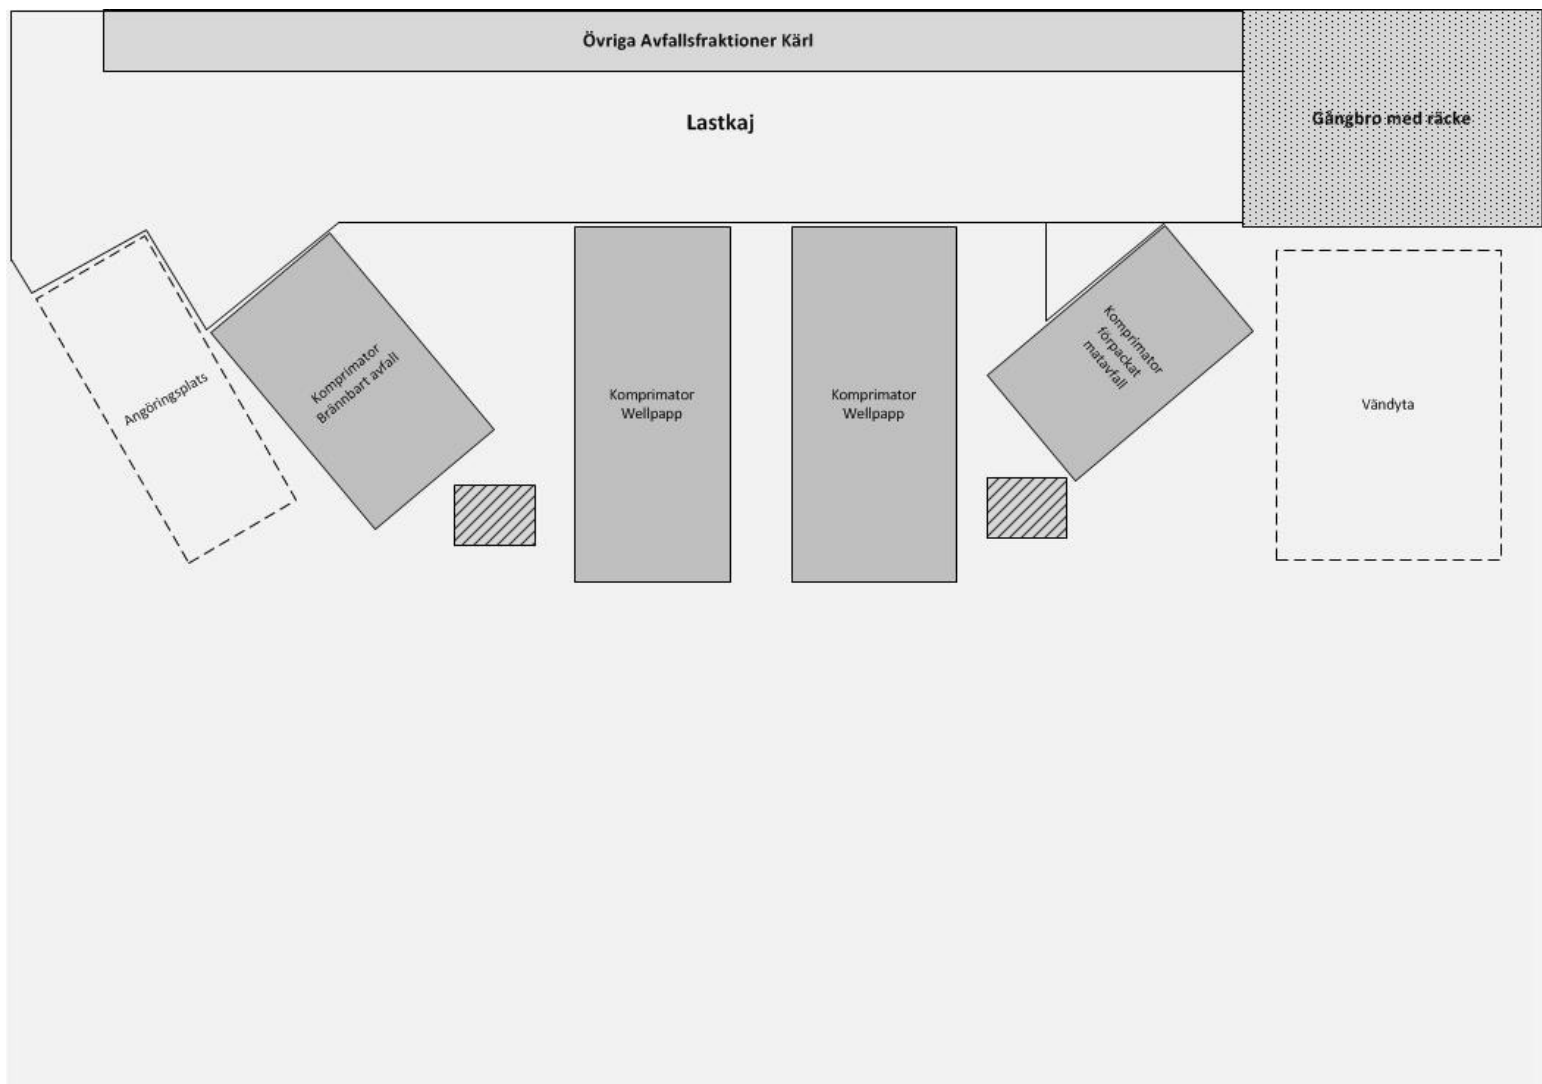 Övriga Avfallsfraktioner Kärl
Lastkaj
Gångbro med räcke
Angöringsplats
Komprimator
Brännbart avfall
Komprimator
Wellpapp
Komprimator
Wellpapp
Komprimator
förpackat
matavfall
Vändyta